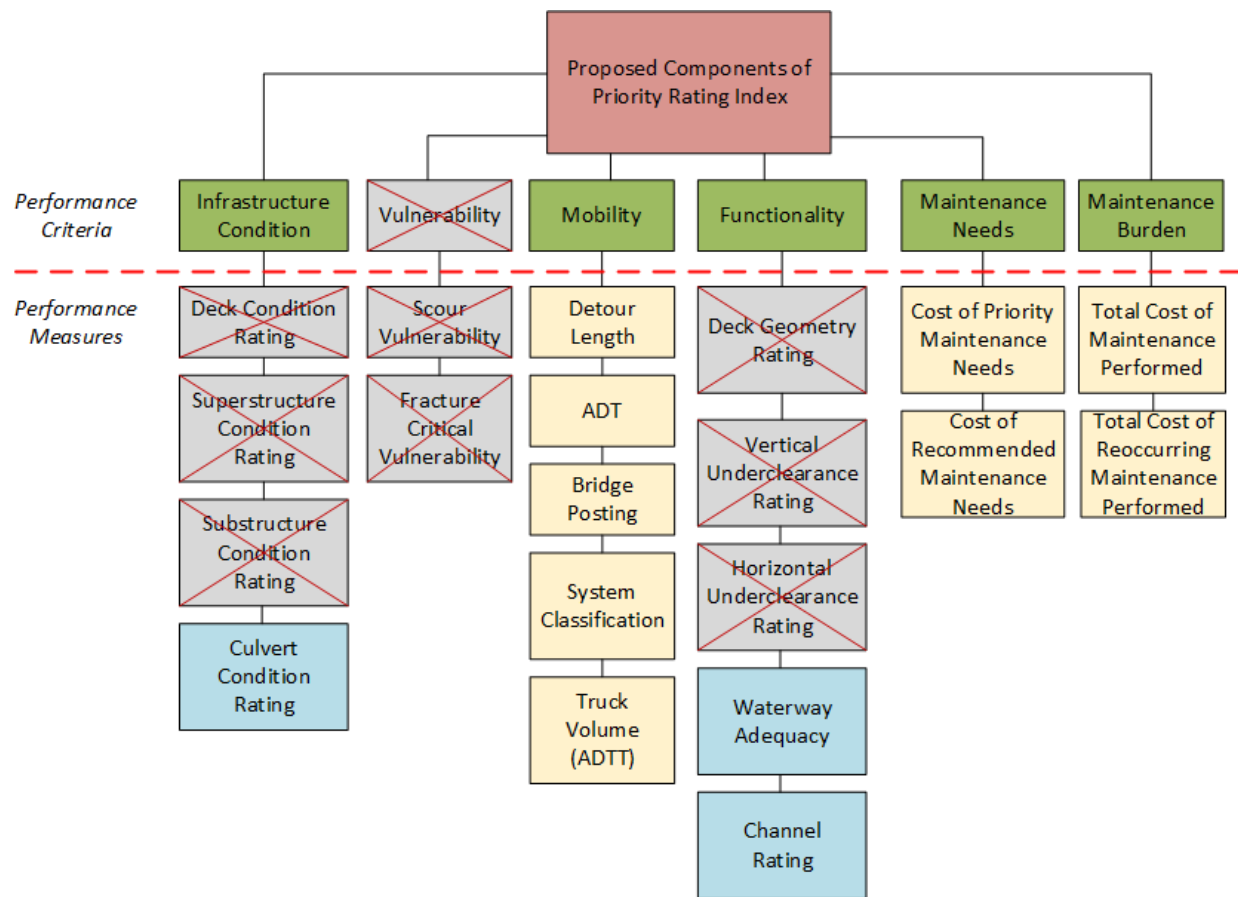 Proposed Components of
Priority Rating Index
Performance
Criteria
Infrastructure
Condition
Vulnerability
Mobility
Functionality
Maintenance
Needs
Maintenance
Burden
Performance
Measures
Deck Condition
Rating
Superstructure
Condition
Rating
Substructure
Condition
Rating
Culvert
Condition
Rating
Scour
Vulnerability
Fracture
Critical
Vulnerability
Detour
Length
ADT
Bridge
Posting
System
Classification
Truck
Volume
(ADTT)
Deck Geometry
Rating
Vertical
Underclearance
Rating
Horizontal
Underclearance
Rating
Waterway
Adequacy
Channel
Rating
Cost of Priority
Maintenance
Needs
Cost of
Recommended
Maintenance
Needs
Total Cost of
Maintenance
Performed
Total Cost of
Reoccurring
Maintenance
Performed